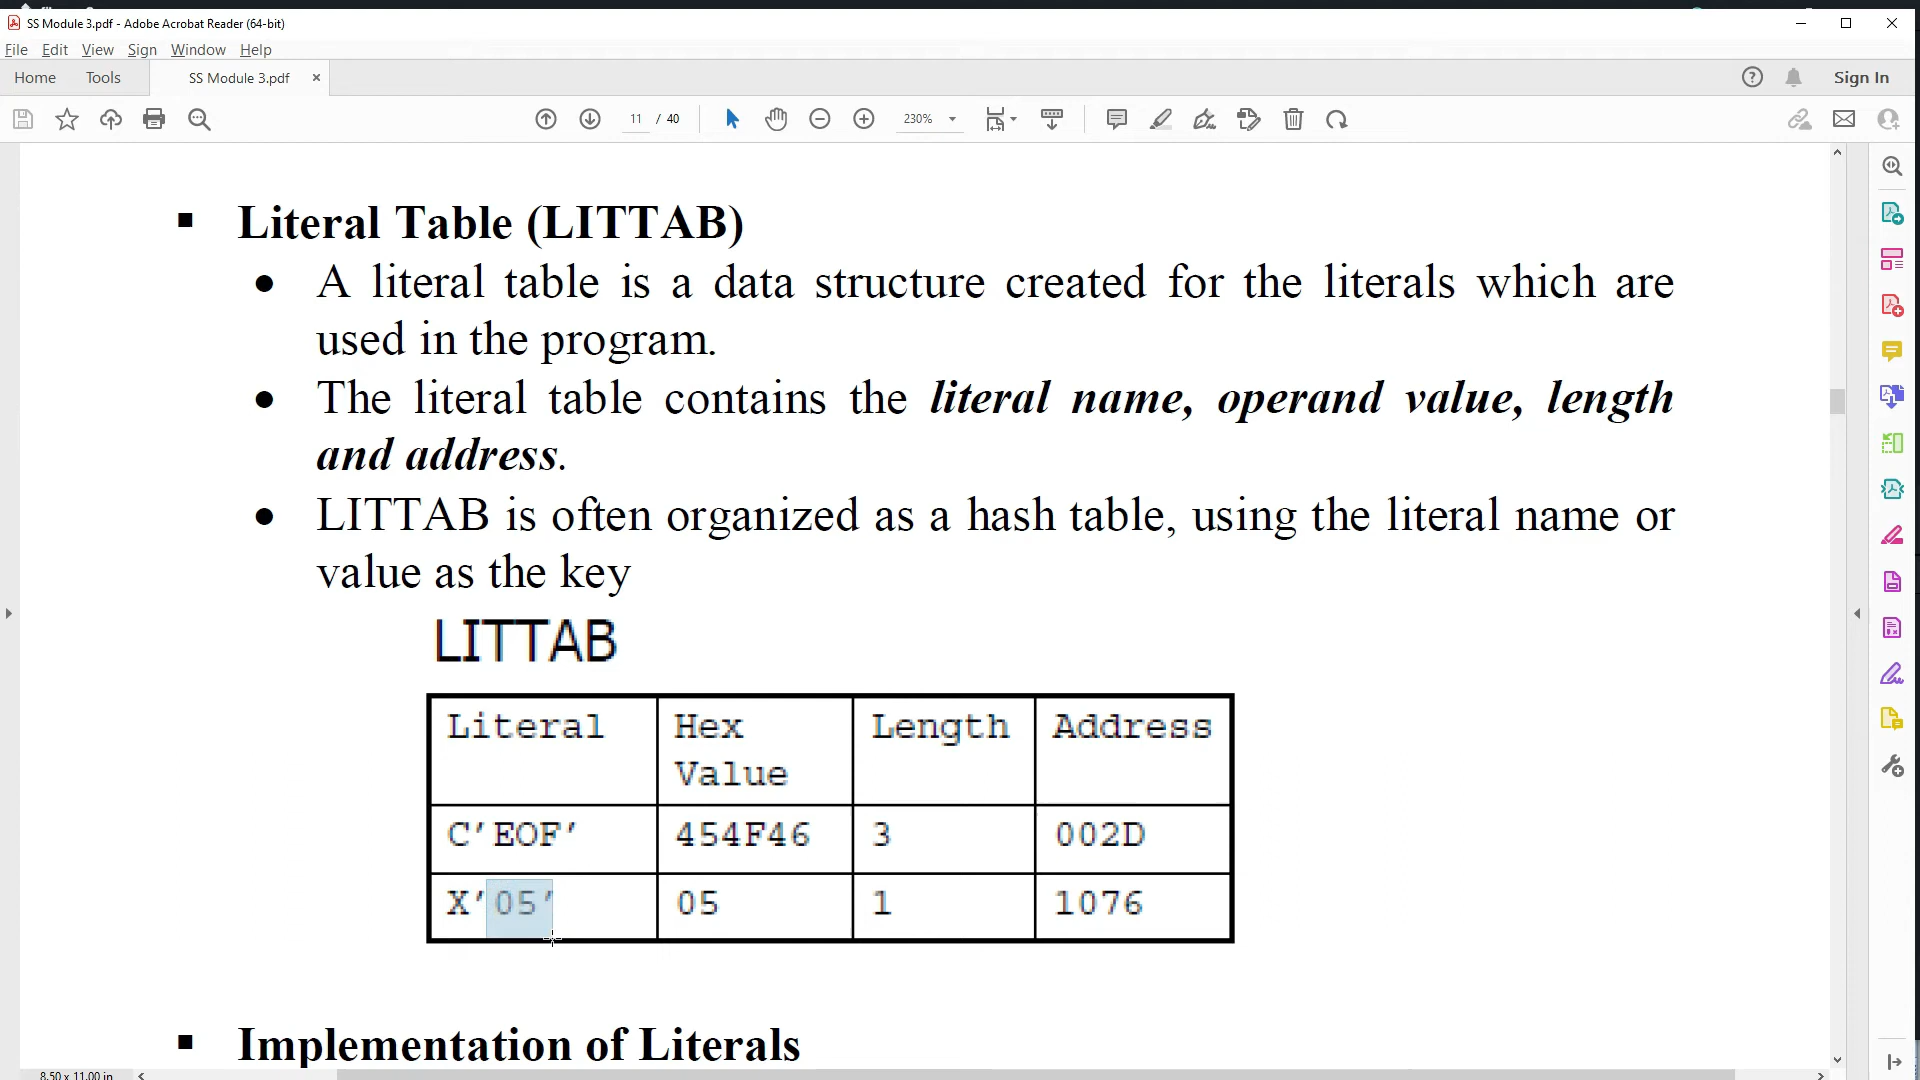 SS Module 3.pdf - Adobe Acrobat Reader (64-bit)
File Edit View Sign Window Help
Home Tools SS Module 3.pdf × Sign In
11 / 40 230%
▪ Literal Table (LITTAB)
● A literal table is a data structure created for the literals which are
used in the program.
● The literal table contains the literal name, operand value, length
and address.
● LITTAB is often organized as a hash table, using the literal name or
value as the key
LITTAB
Literal Hex Length Address
Value
C'EOF' 454F46 3 002D
X'05' 05 1 1076
▪ Implementation of Literals
8.50 x 11.00 in